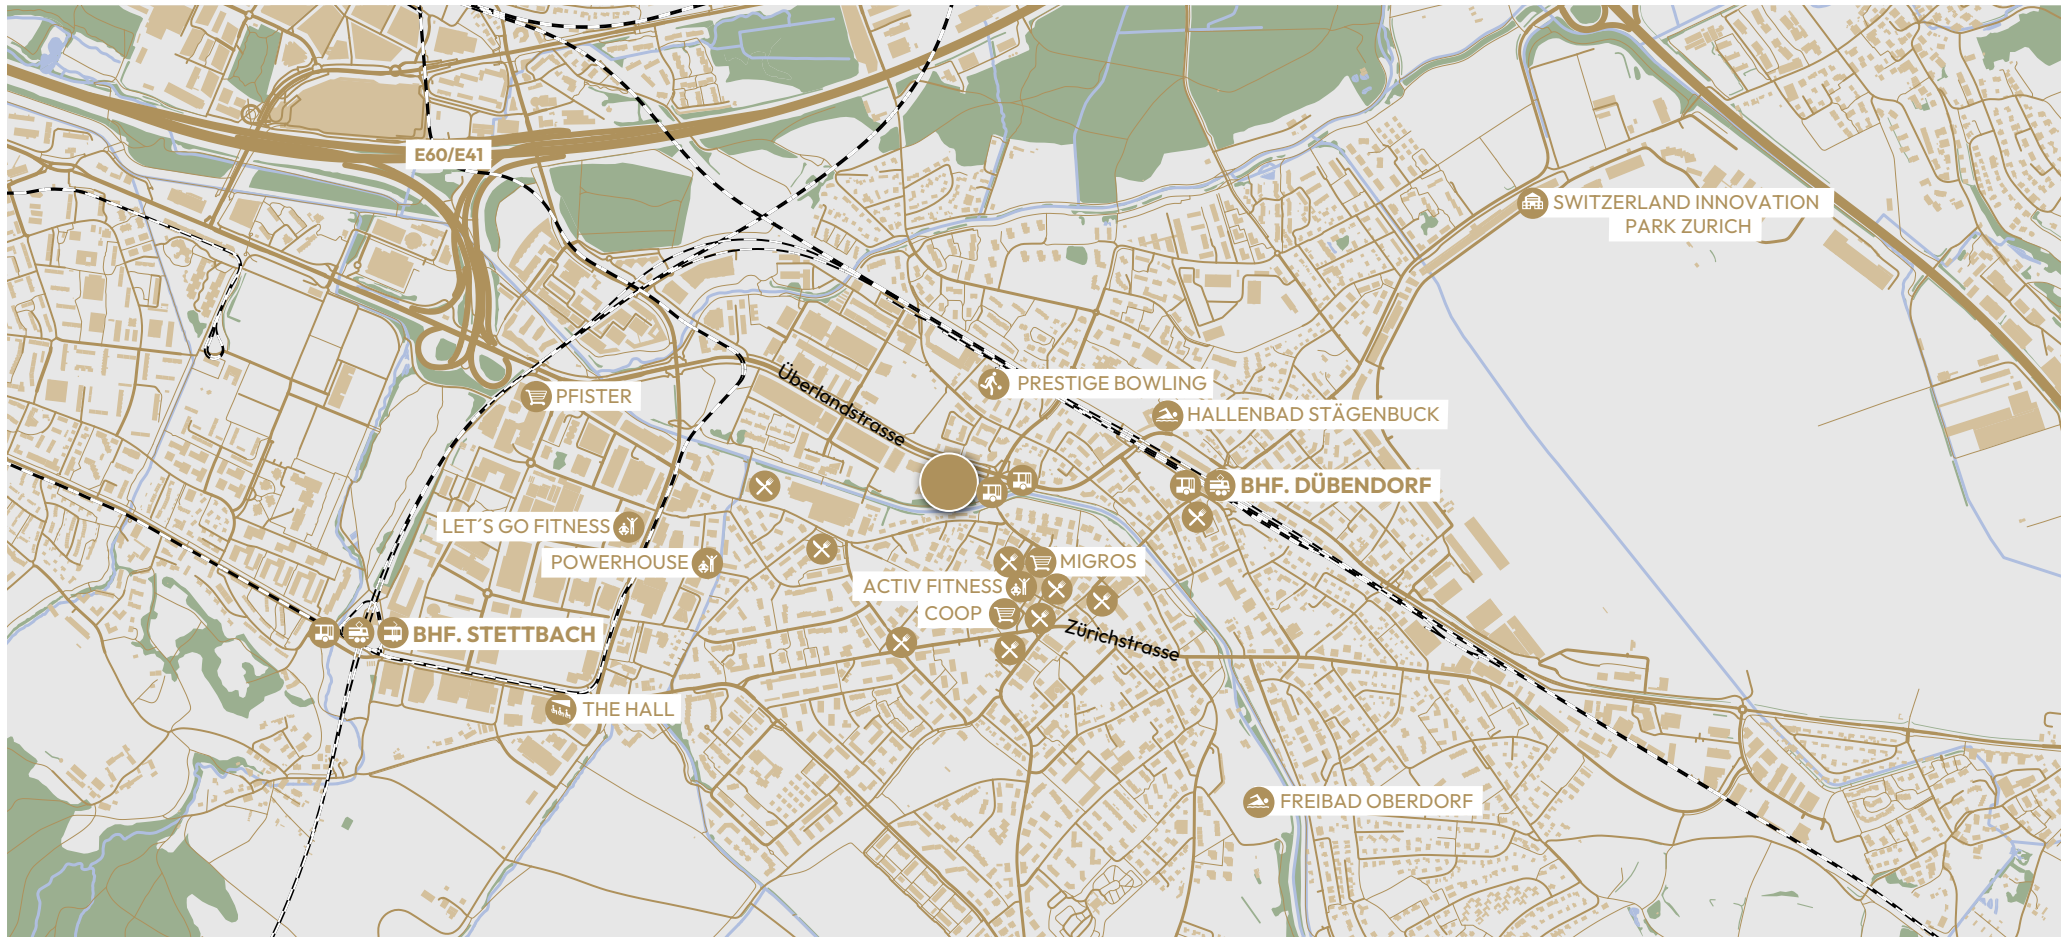 E60/E41
SWITZERLAND INNOVATION
PARK ZURICH
Überlandstrasse
PRESTIGE BOWLING
PFISTER
HALLENBAD STÄGENBUCK
BHF. DÜBENDORF
LET´S GO FITNESS
POWERHOUSE
MIGROS
ACTIV FITNESS
COOP
BHF. STETTBACH
Zürichstrasse
THE HALL
FREIBAD OBERDORF